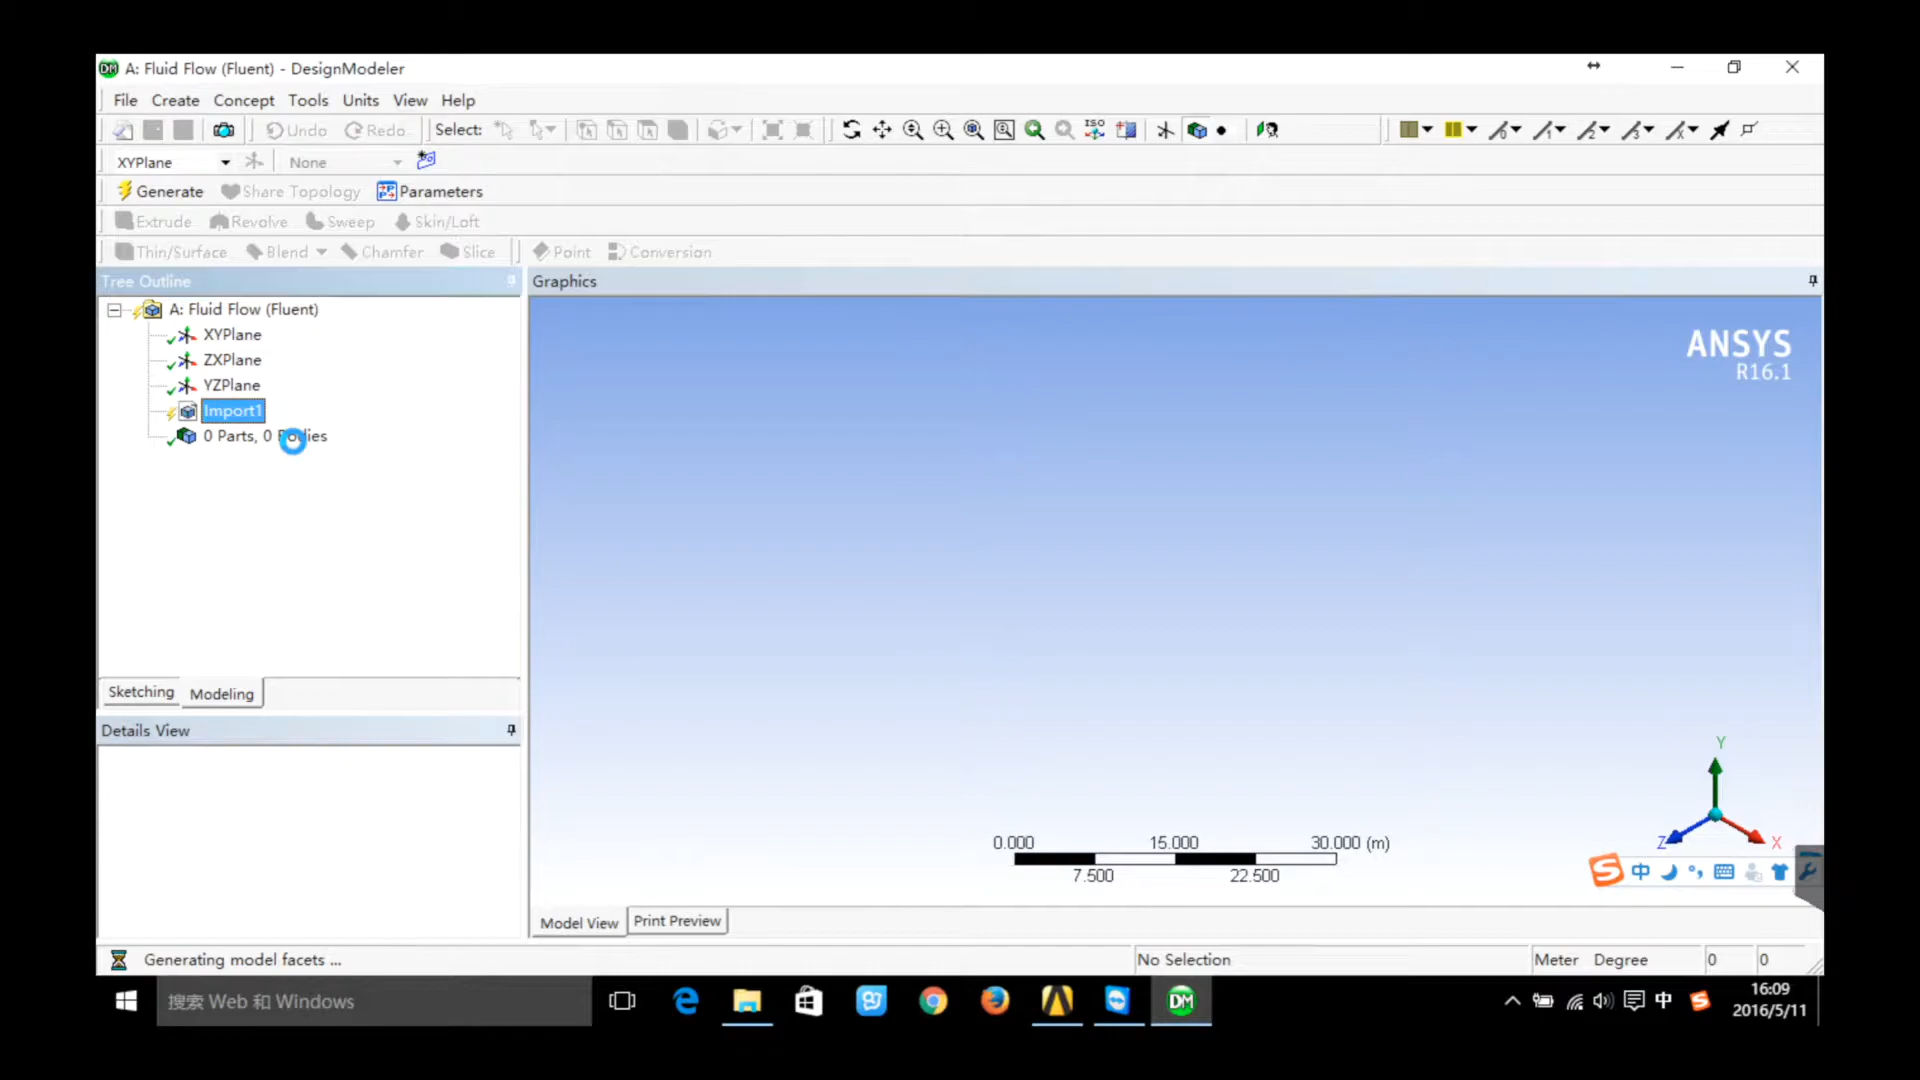 A: Fluid Flow (Fluent) - DesignModeler
File Create Concept Tools Units View Help
Undo Redo Select: ISO
XYPlane None
Generate Share Topology Parameters
Extrude Revolve Sweep Skin/Loft
Thin/Surface Blend Chamfer Slice Point Conversion
Tree Outline
Graphics
A: Fluid Flow (Fluent)
XYPlane
ZXPlane
YZPlane
Import1
0 Parts, 0 Bodies
ANSYS
R16.1
Sketching Modeling
Details View
Y
Z
X
0.000 15.000 30.000 (m)
7.500 22.500
中
Model View Print Preview
Generating model facets ...
No Selection
Meter Degree 0 0
搜索 Web 和 Windows
DM
中
16:09
2016/5/11